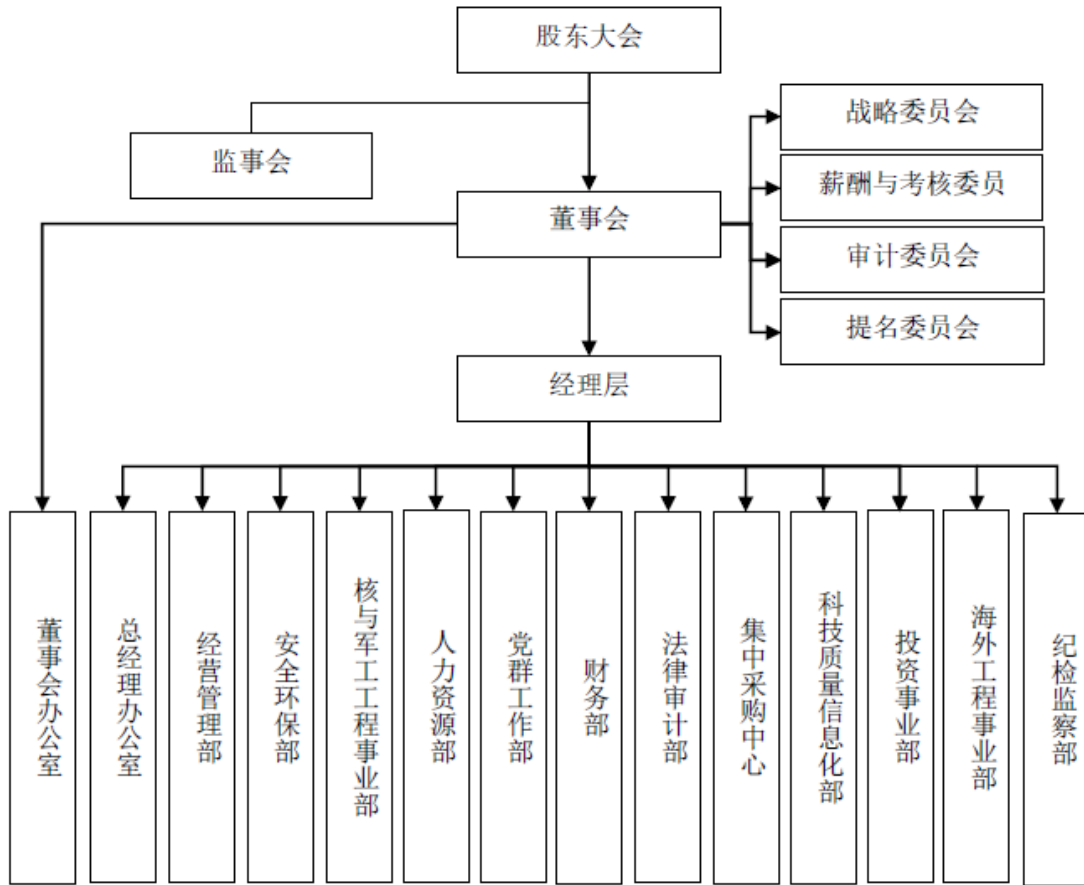 股东大会
战略委员会
监事会
薪酬与考核委员
董事会
审计委员会
提名委员会
经理层
董事会办公室
总经理办公室
经营管理部
安全环保部
核与军工工程事业部
人力资源部
党群工作部
财务部
法律审计部
集中采购中心
科技质量信息化部
投资事业部
海外工程事业部
纪检监察部